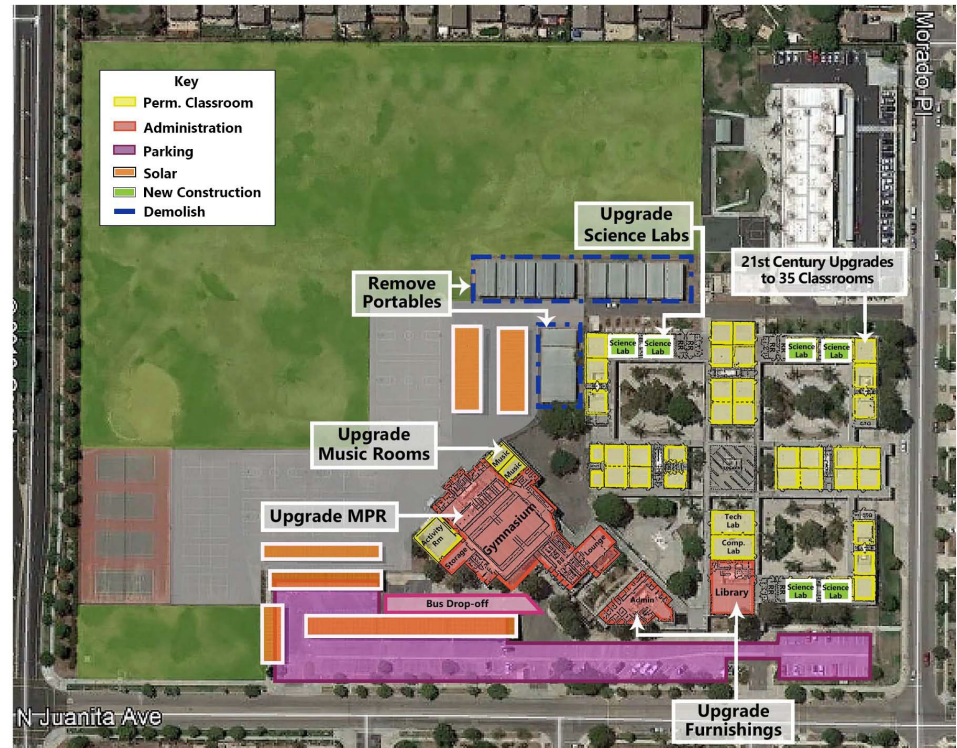 Key
Perm. Classroom
Administration
Parking
Solar
New Construction
Demolish
Morado Pl
Upgrade
Science Labs
21st Century Upgrades
to 35 Classrooms
Remove
Portables
Science
Lab
Science
Lab
Science
Lab
Science
Lab
Upgrade
Music Rooms
Music
Music
Upgrade MPR
Activity
Rm
Storage
Gymnasium
Lounge
Tech
Lab
Comp.
Lab
Library
Admin
Science
Lab
Science
Lab
Bus Drop-off
N Juanita Ave
Upgrade
Furnishings